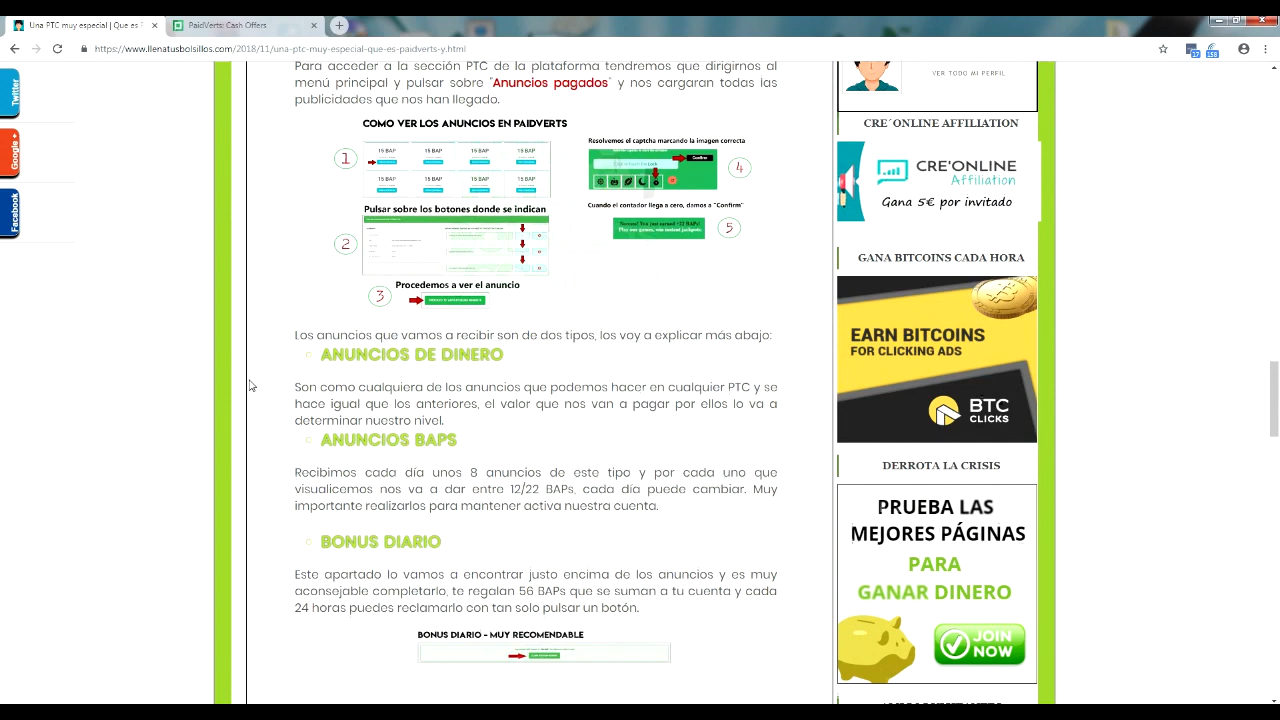 Una PTC muy especial | Que es P
PaidVerts: Cash Offers
https://www.llenatusbolsillos.com/2018/11/una-ptc-muy-especial-que-es-paidverts-y.html
17
158
Twitter
Google +
Facebook
Para acceder a la sección PTC de la plataforma tendremos que dirigirnos al
menú principal y pulsar sobre "Anuncios pagados" y nos cargaran todas las
publicidades que nos han llegado.
COMO VER LOS ANUNCIOS EN PAIDVERTS
1
15 BAP 15 BAP 15 BAP 15 BAP
15 BAP 15 BAP 15 BAP 15 BAP
Pulsar sobre los botones donde se indican
2
Procedemos a ver el anuncio
3
Resolvemos el captcha marcando la imagen correcta
Confirm
4
Cuando el contador llega a cero, damos a "Confirm"
5
Los anuncios que vamos a recibir son de dos tipos, los voy a explicar más abajo:
ANUNCIOS DE DINERO
Son como cualquiera de los anuncios que podemos hacer en cualquier PTC y se
hace igual que los anteriores, el valor que nos van a pagar por ellos lo va a
determinar nuestro nivel.
ANUNCIOS BAPS
Recibimos cada día unos 8 anuncios de este tipo y por cada uno que
visualicemos nos va a dar entre 12/22 BAPs, cada día puede cambiar. Muy
importante realizarlos para mantener activa nuestra cuenta.
BONUS DIARIO
Este apartado lo vamos a encontrar justo encima de los anuncios y es muy
aconsejable completarlo, te regalan 56 BAPs que se suman a tu cuenta y cada
24 horas puedes reclamarlo con tan solo pulsar un botón.
BONUS DIARIO - MUY RECOMENDABLE
VER TODO MI PERFIL
CRE´ONLINE AFFILIATION
CRE'ONLINE
Affiliation
Gana 5€ por invitado
GANA BITCOINS CADA HORA
EARN BITCOINS
FOR CLICKING ADS
BTC
CLICKS
DERROTA LA CRISIS
PRUEBA LAS
MEJORES PÁGINAS
PARA
GANAR DINERO
JOIN
NOW